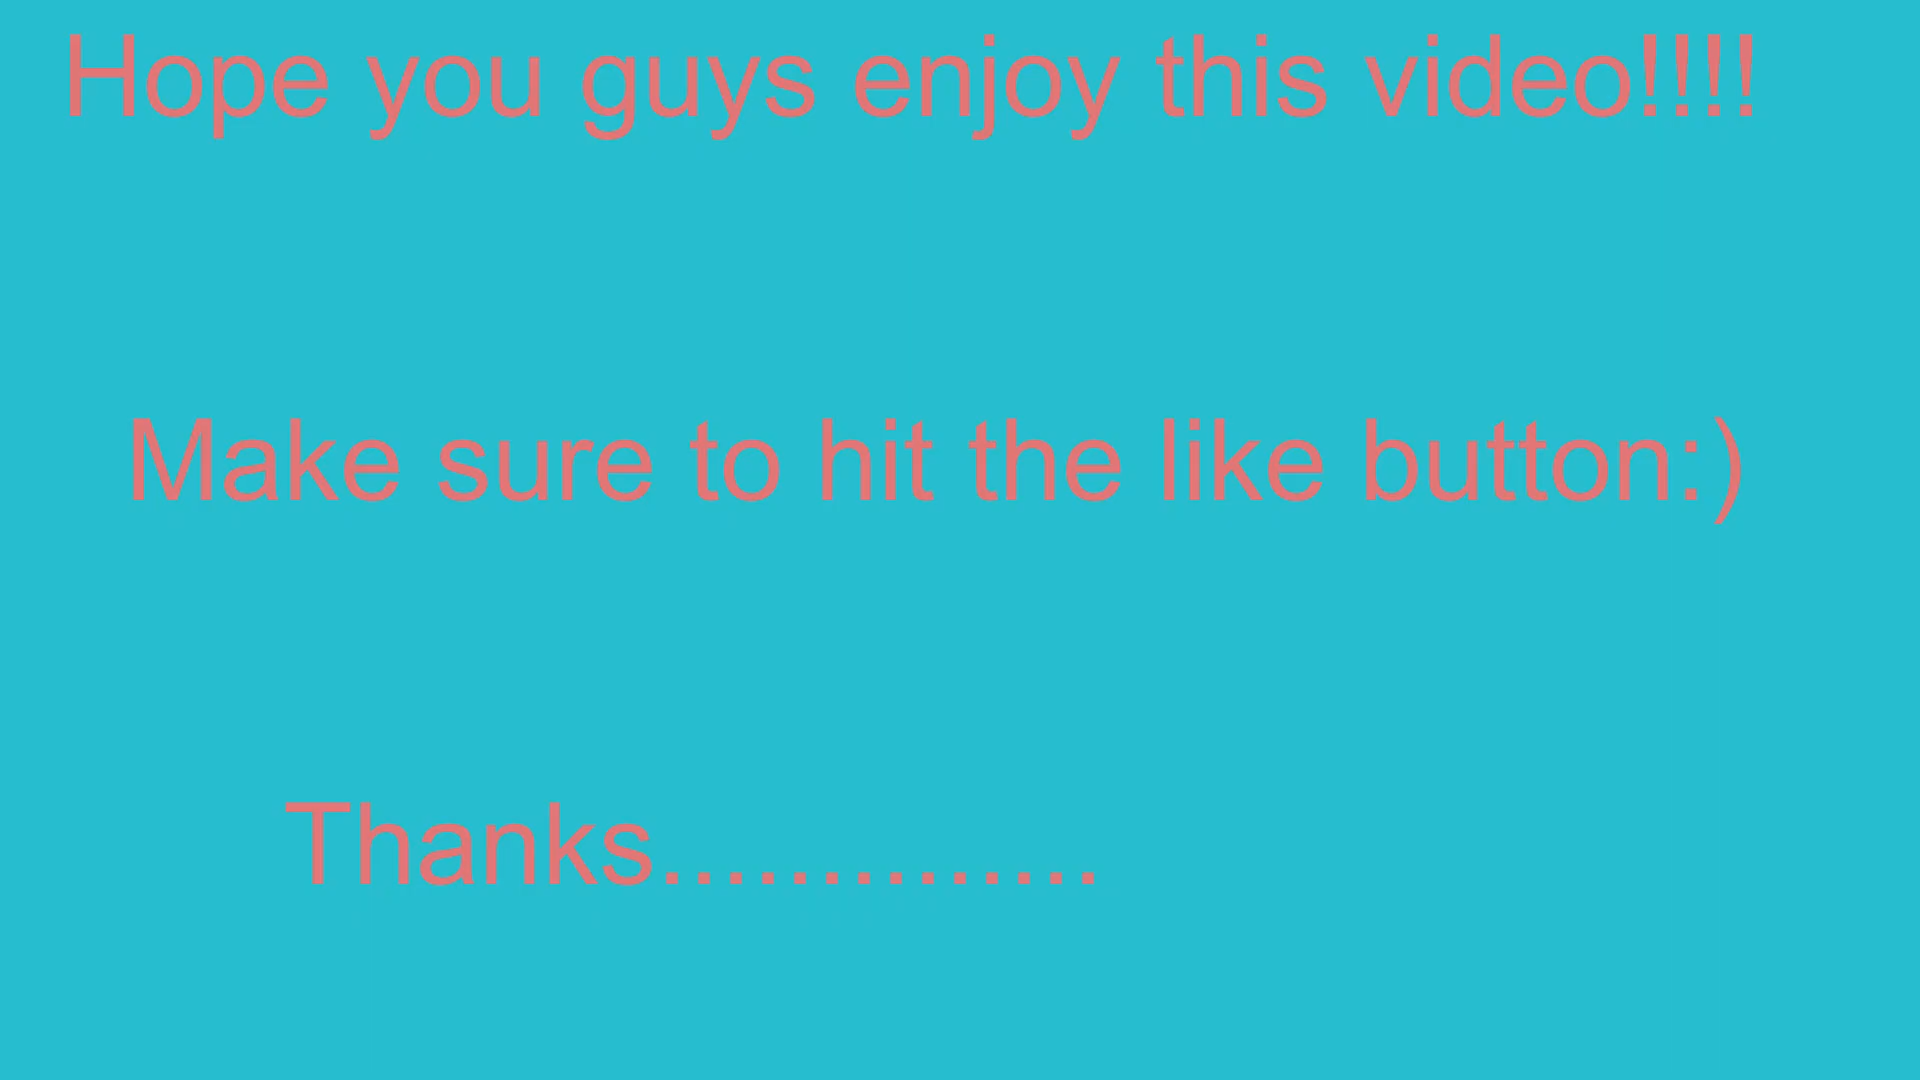 Hope you guys enjoy this video!!!!
Make sure to hit the like button:)
Thanks..............